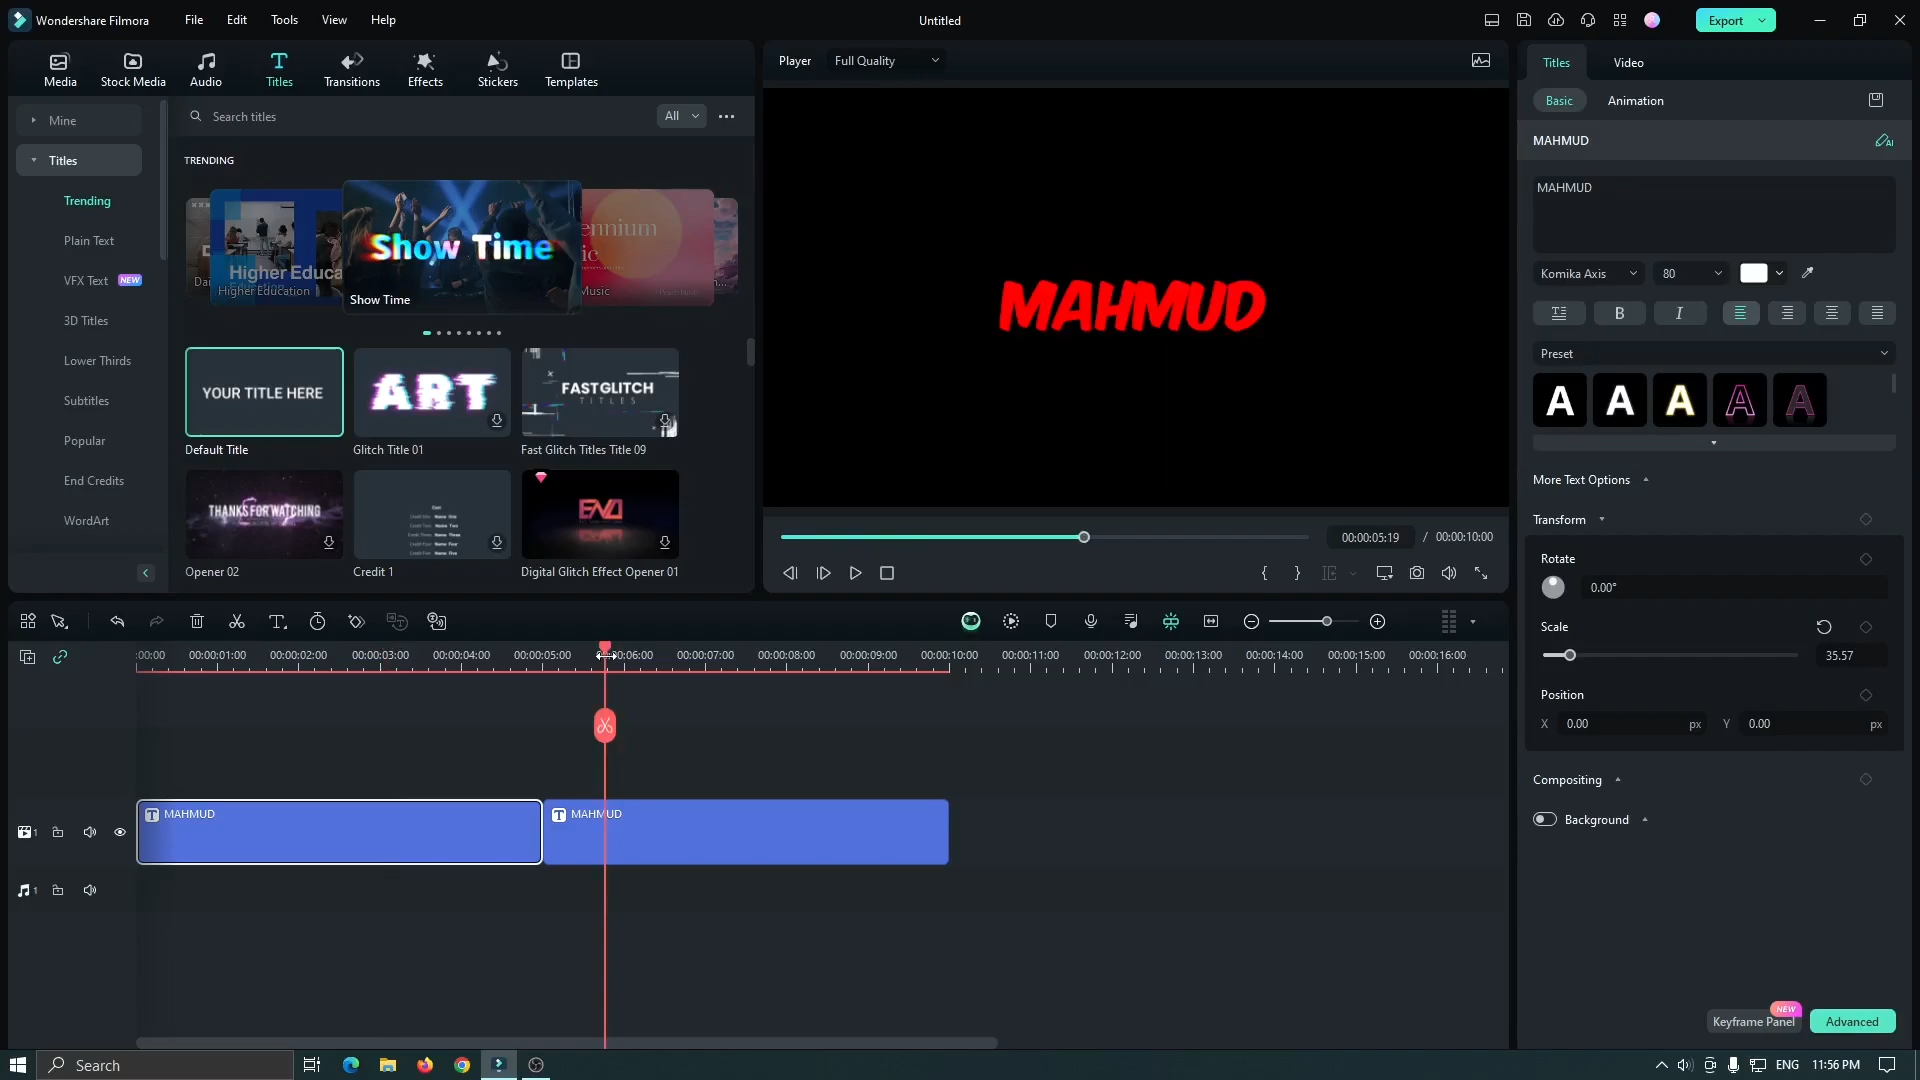 Wondershare Filmora
File
Edit
Tools
View
Help
Untitled
Export
Media
Stock Media
Audio
Titles
Transitions
Effects
Stickers
Templates
Player
Full Quality
Titles
Video
Basic
Animation
Mine
Titles
Trending
Plain Text
VFX Text
NEW
3D Titles
Lower Thirds
Subtitles
Popular
End Credits
WordArt
Search titles
All
TRENDING
Higher Educa
Higher Education
Show Time
Show Time
ennium
ic
Music
YOUR TITLE HERE
ART
FAST GLITCH
TITLES
Default Title
Glitch Title 01
Fast Glitch Titles Title 09
THANKS FOR WATCHING
END
Opener 02
Credit 1
Digital Glitch Effect Opener 01
MAHMUD
00:00:05:19
/
00:00:10:00
MAHMUD
AI
MAHMUD
Komika Axis
80
B
I
Preset
A
A
A
A
A
More Text Options
Transform
Rotate
0.00°
Scale
35.57
Position
X
0.00
px
Y
0.00
px
Compositing
Background
NEW
Keyframe Panel
Advanced
:00:00
00:00:01:00
00:00:02:00
00:00:03:00
00:00:04:00
00:00:05:00
00:06:00
00:00:07:00
00:00:08:00
00:00:09:00
00:00:10:00
00:00:11:00
00:00:12:00
00:00:13:00
00:00:14:00
00:00:15:00
00:00:16:00
1
T MAHMUD
T MAHMUD
1
Search
ENG
11:56 PM